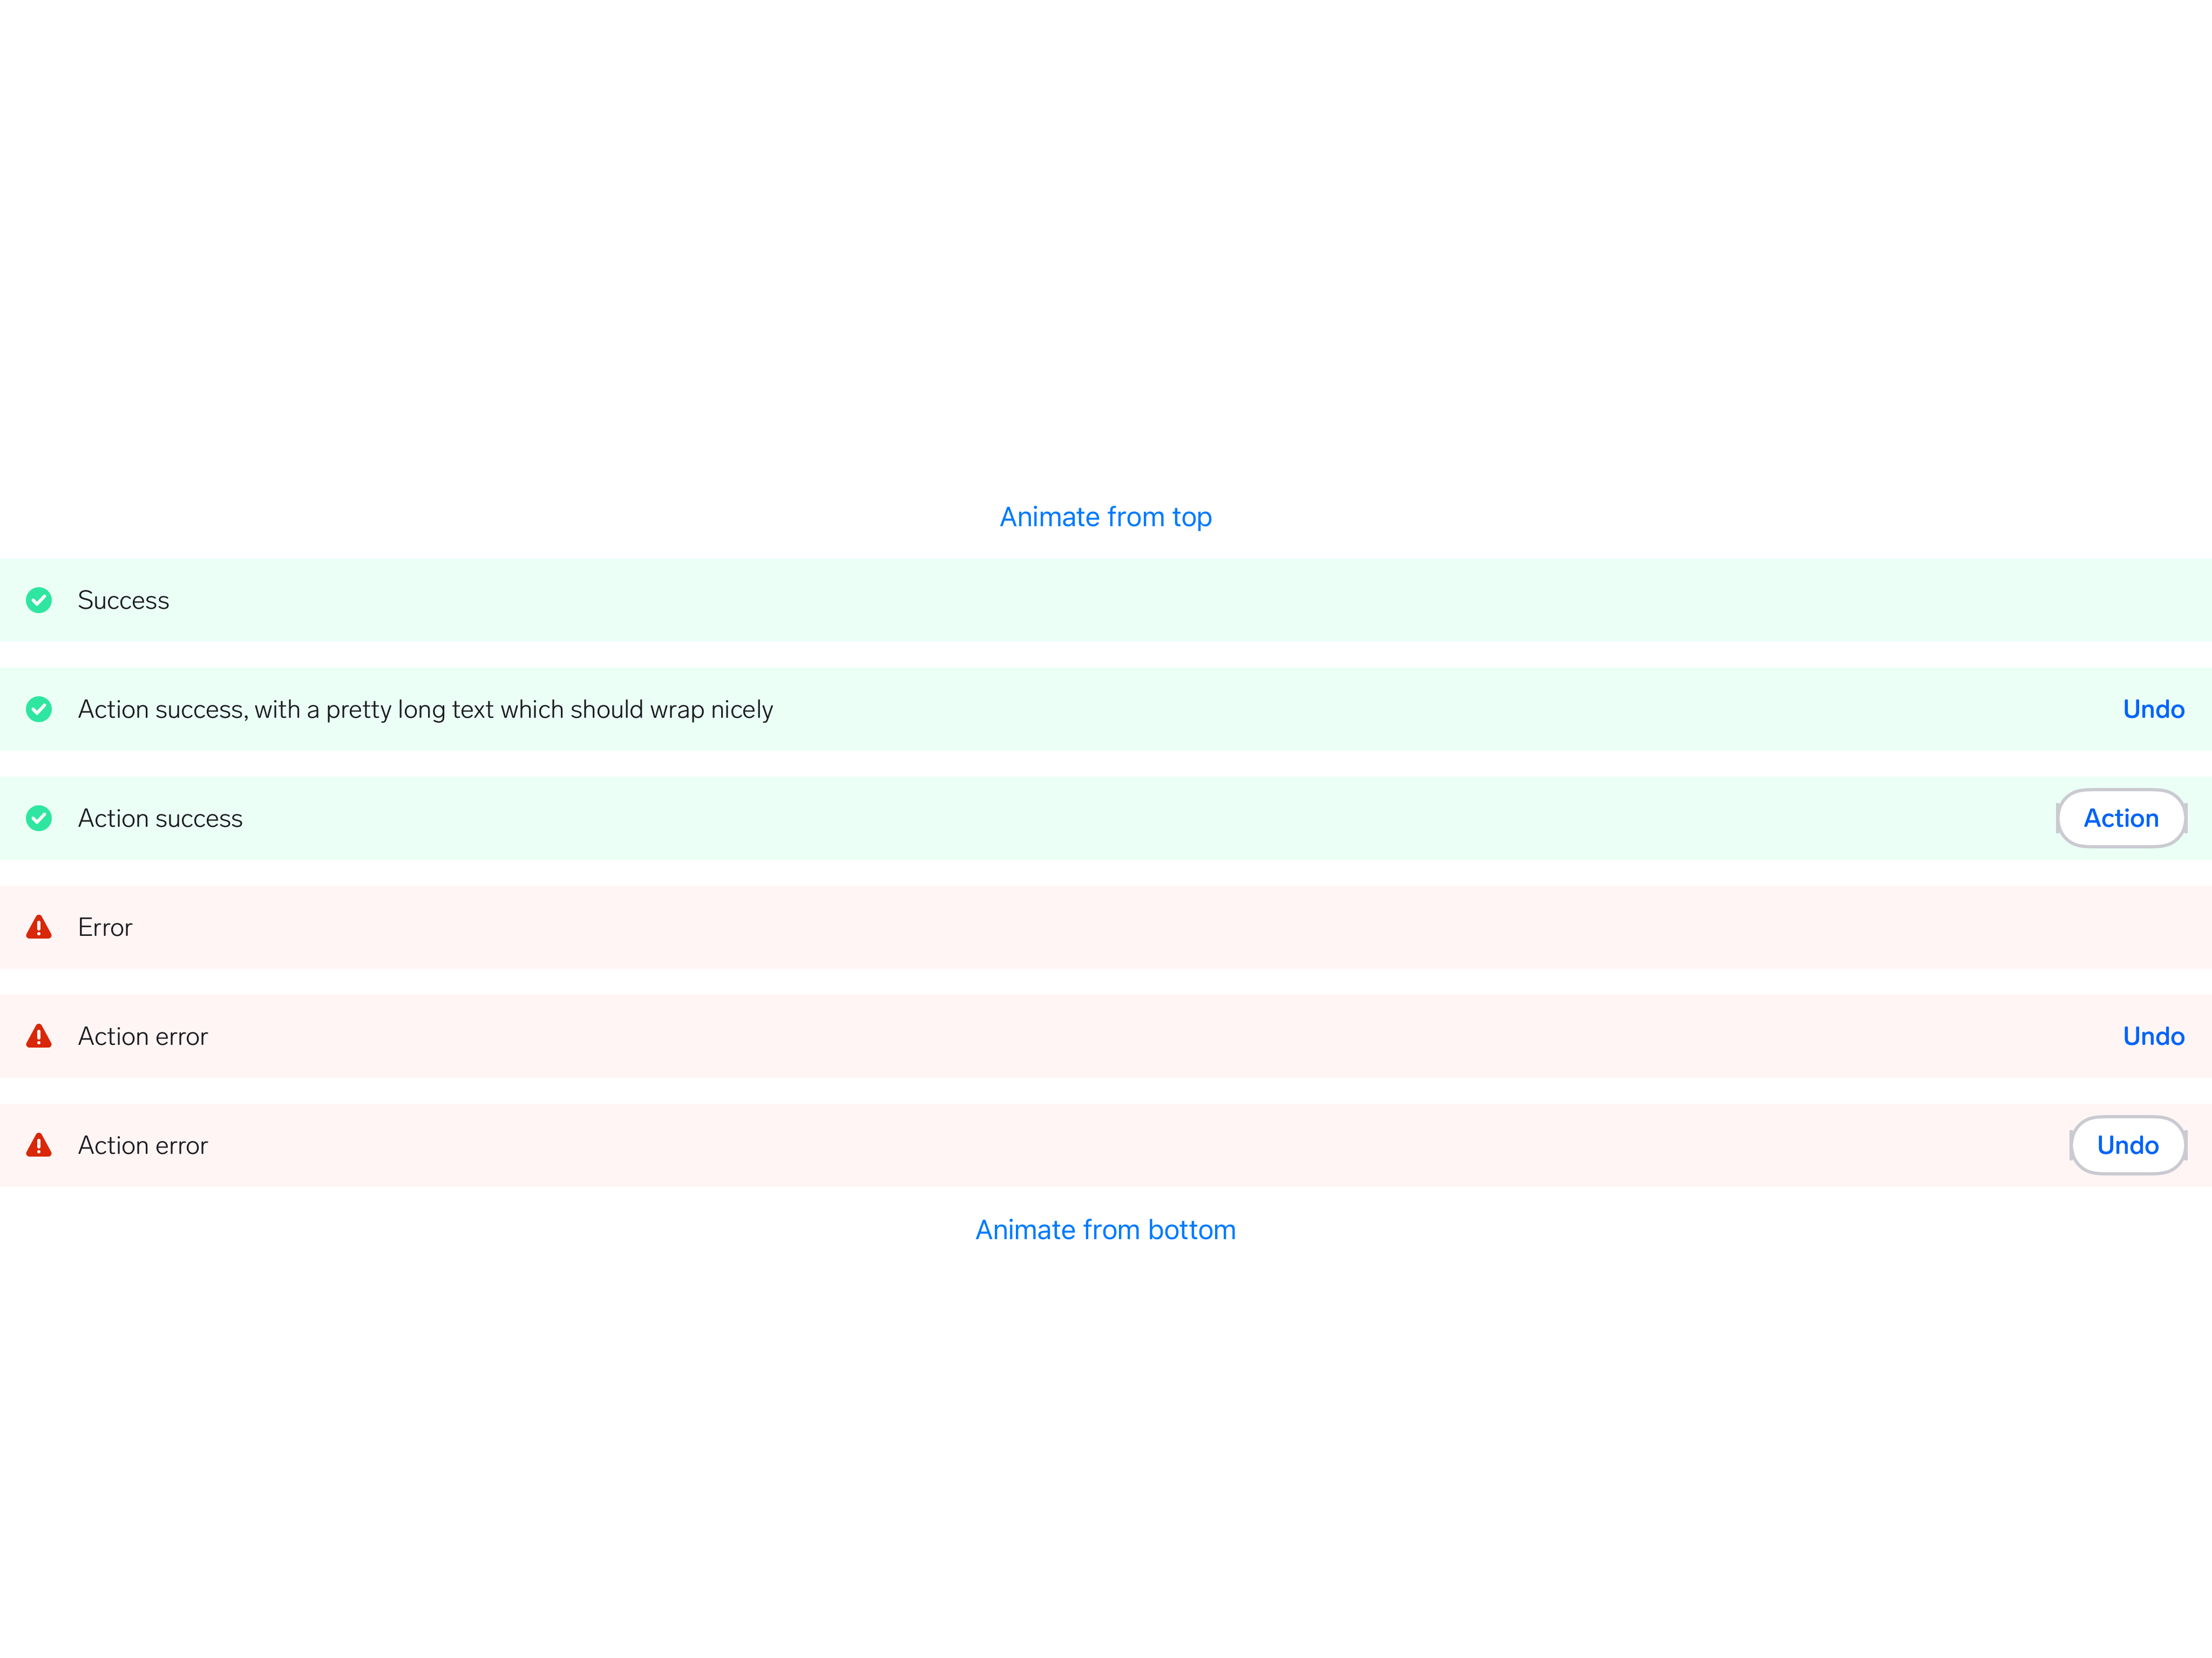 Animate from top
Success
Action success, with a pretty long text which should wrap nicely
Undo
Action success
Action
Error
Action error
Undo
Action error
Undo
Animate from bottom